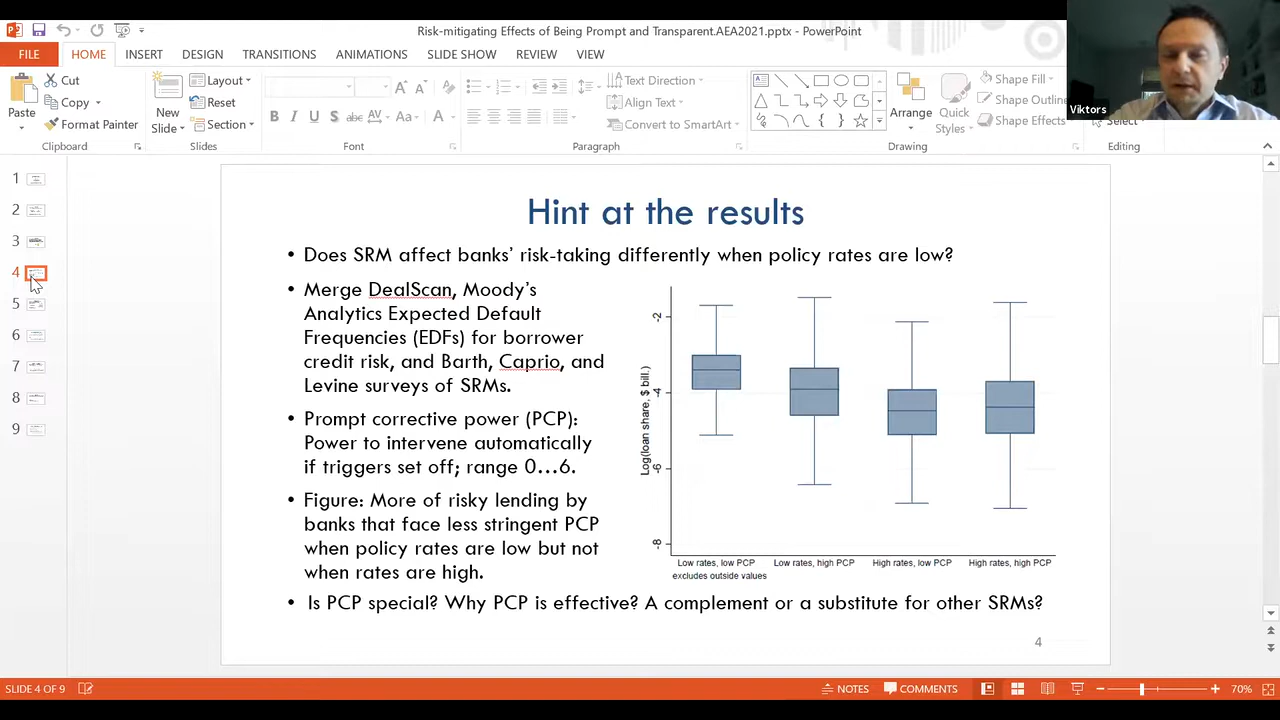 Risk-mitigating Effects of Being Prompt and Transparent.AEA2021.pptx - PowerPoint
FILE HOME INSERT DESIGN TRANSITIONS ANIMATIONS SLIDE SHOW REVIEW VIEW
Viktors
Paste
Cut
Copy
Format Painter
Clipboard
New
Slide
Layout
Reset
Section
Slides
B I U S abc AV Aa A
Font
Text Direction
Align Text
Convert to SmartArt
Paragraph
Arrange
Quick
Styles
Shape Fill
Shape Outline
Shape Effects
Drawing
Select
Editing
1
2
3
4
5
6
7
8
9
Hint at the results
• Does SRM affect banks’ risk-taking differently when policy rates are low?
• Merge DealScan, Moody’s
Analytics Expected Default
Frequencies (EDFs) for borrower
credit risk, and Barth, Caprio, and
Levine surveys of SRMs.
• Prompt corrective power (PCP):
Power to intervene automatically
if triggers set off; range 0…6.
• Figure: More of risky lending by
banks that face less stringent PCP
when policy rates are low but not
when rates are high.
• Is PCP special? Why PCP is effective? A complement or a substitute for other SRMs?
Log(loan share, $ bill.)
-2
-4
-6
-8
Low rates, low PCP Low rates, high PCP High rates, low PCP High rates, high PCP
excludes outside values
4
SLIDE 4 OF 9 NOTES COMMENTS 70%